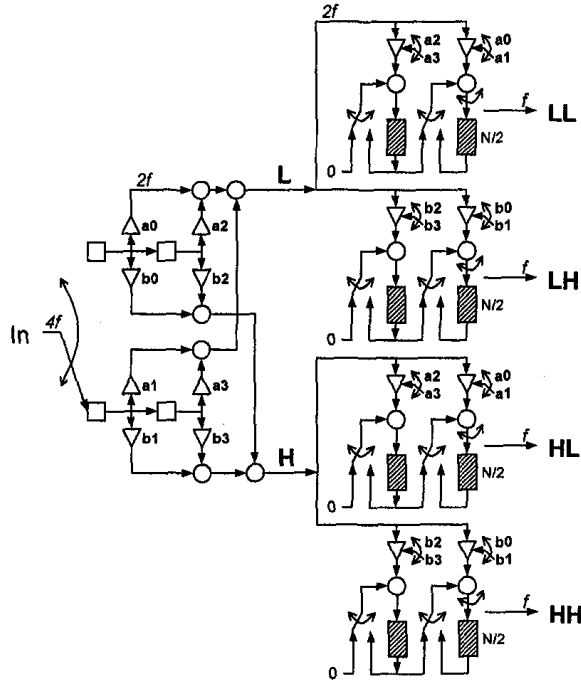 2f
a2 a0
a3 a1
f
LL
N/2
0
L
2f
a0 a2
b0 b2
b2 b0
b3 b1
f
LH
N/2
0
In
4f
a1 a3
b1 b3
H
a2 a0
a3 a1
f
HL
N/2
0
b2 b0
b3 b1
f
HH
N/2
0